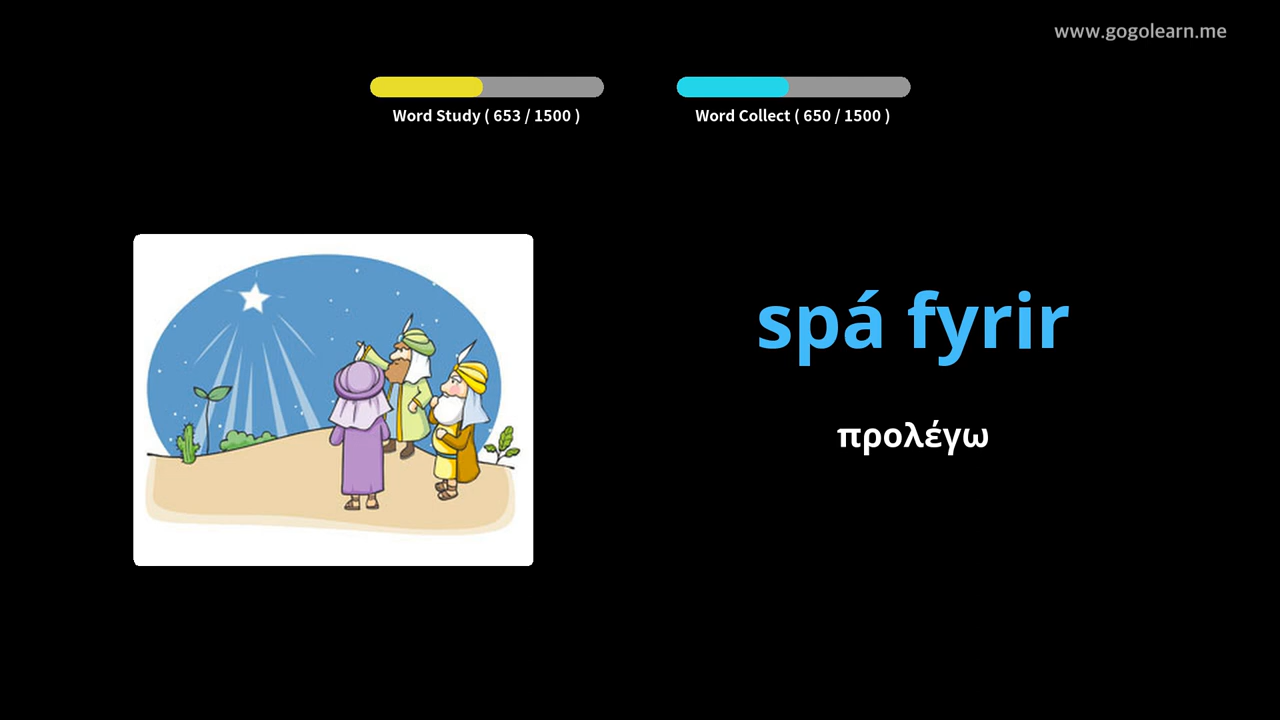 www.gogolearn.me
Word Study ( 653 / 1500 )
Word Collect ( 650 / 1500 )
spá fyrir
προλέγω